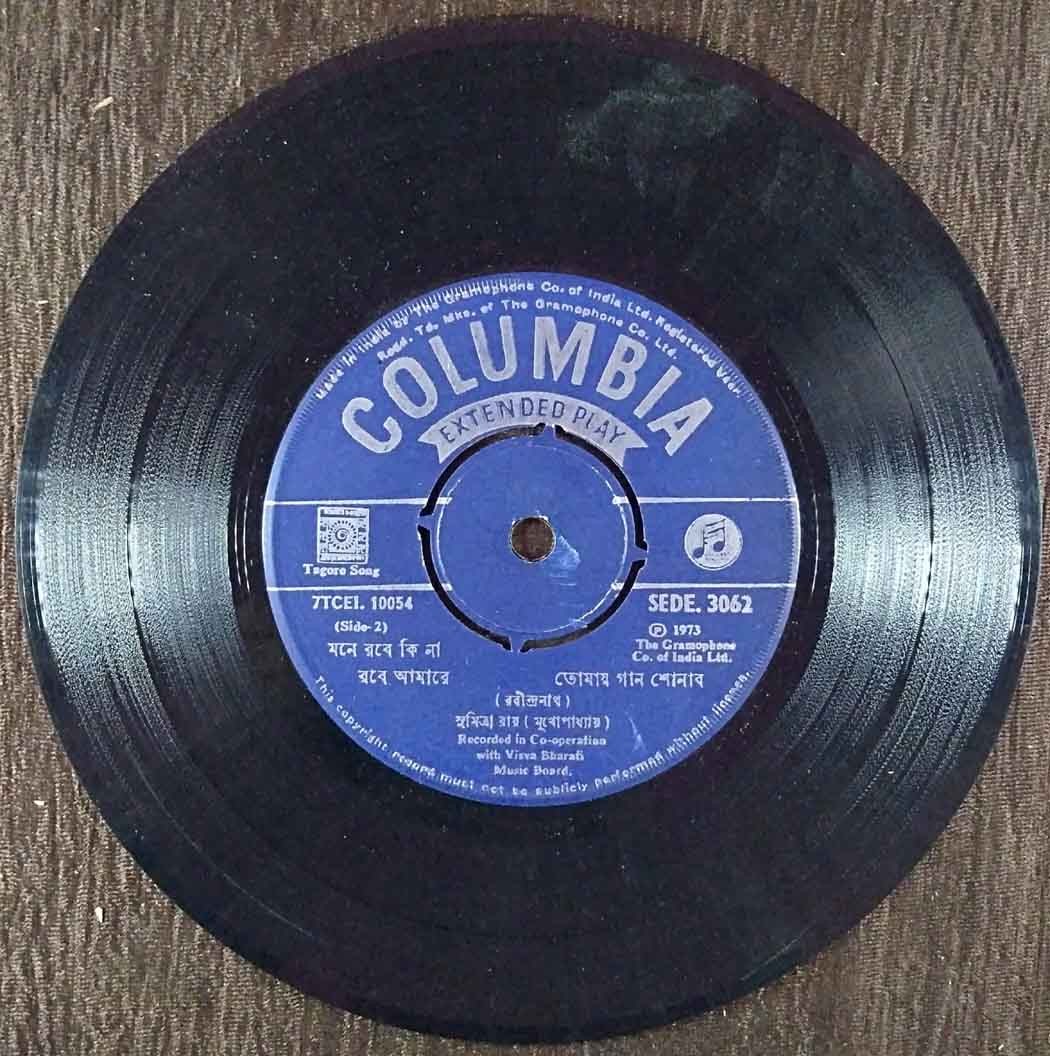 Made in India by The Gramophone Co. of India Ltd. Registered User
Regd. Td. Mks. of The Gramophone Co. Ltd.
COLUMBIA
EXTENDED PLAY
Tagore Song
7TCEI. 10054
SEDE. 3062
(Side-2)
℗ 1973
The Gramophone
Co. of India Ltd.
মনে রবে কি না
রবে আমারে
তোমায় গান শোনাব
(রবীন্দ্রনাথ)
সুমিত্রা রায় (মুখোপাধ্যায়)
Recorded in Co-operation
with Visva Bharati
Music Board.
This copyright record must not be publicly performed without licence.